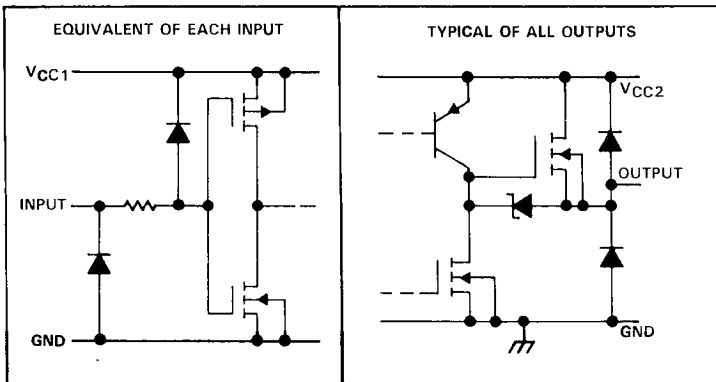 EQUIVALENT OF EACH INPUT
VCC1
INPUT
GND
TYPICAL OF ALL OUTPUTS
VCC2
OUTPUT
GND